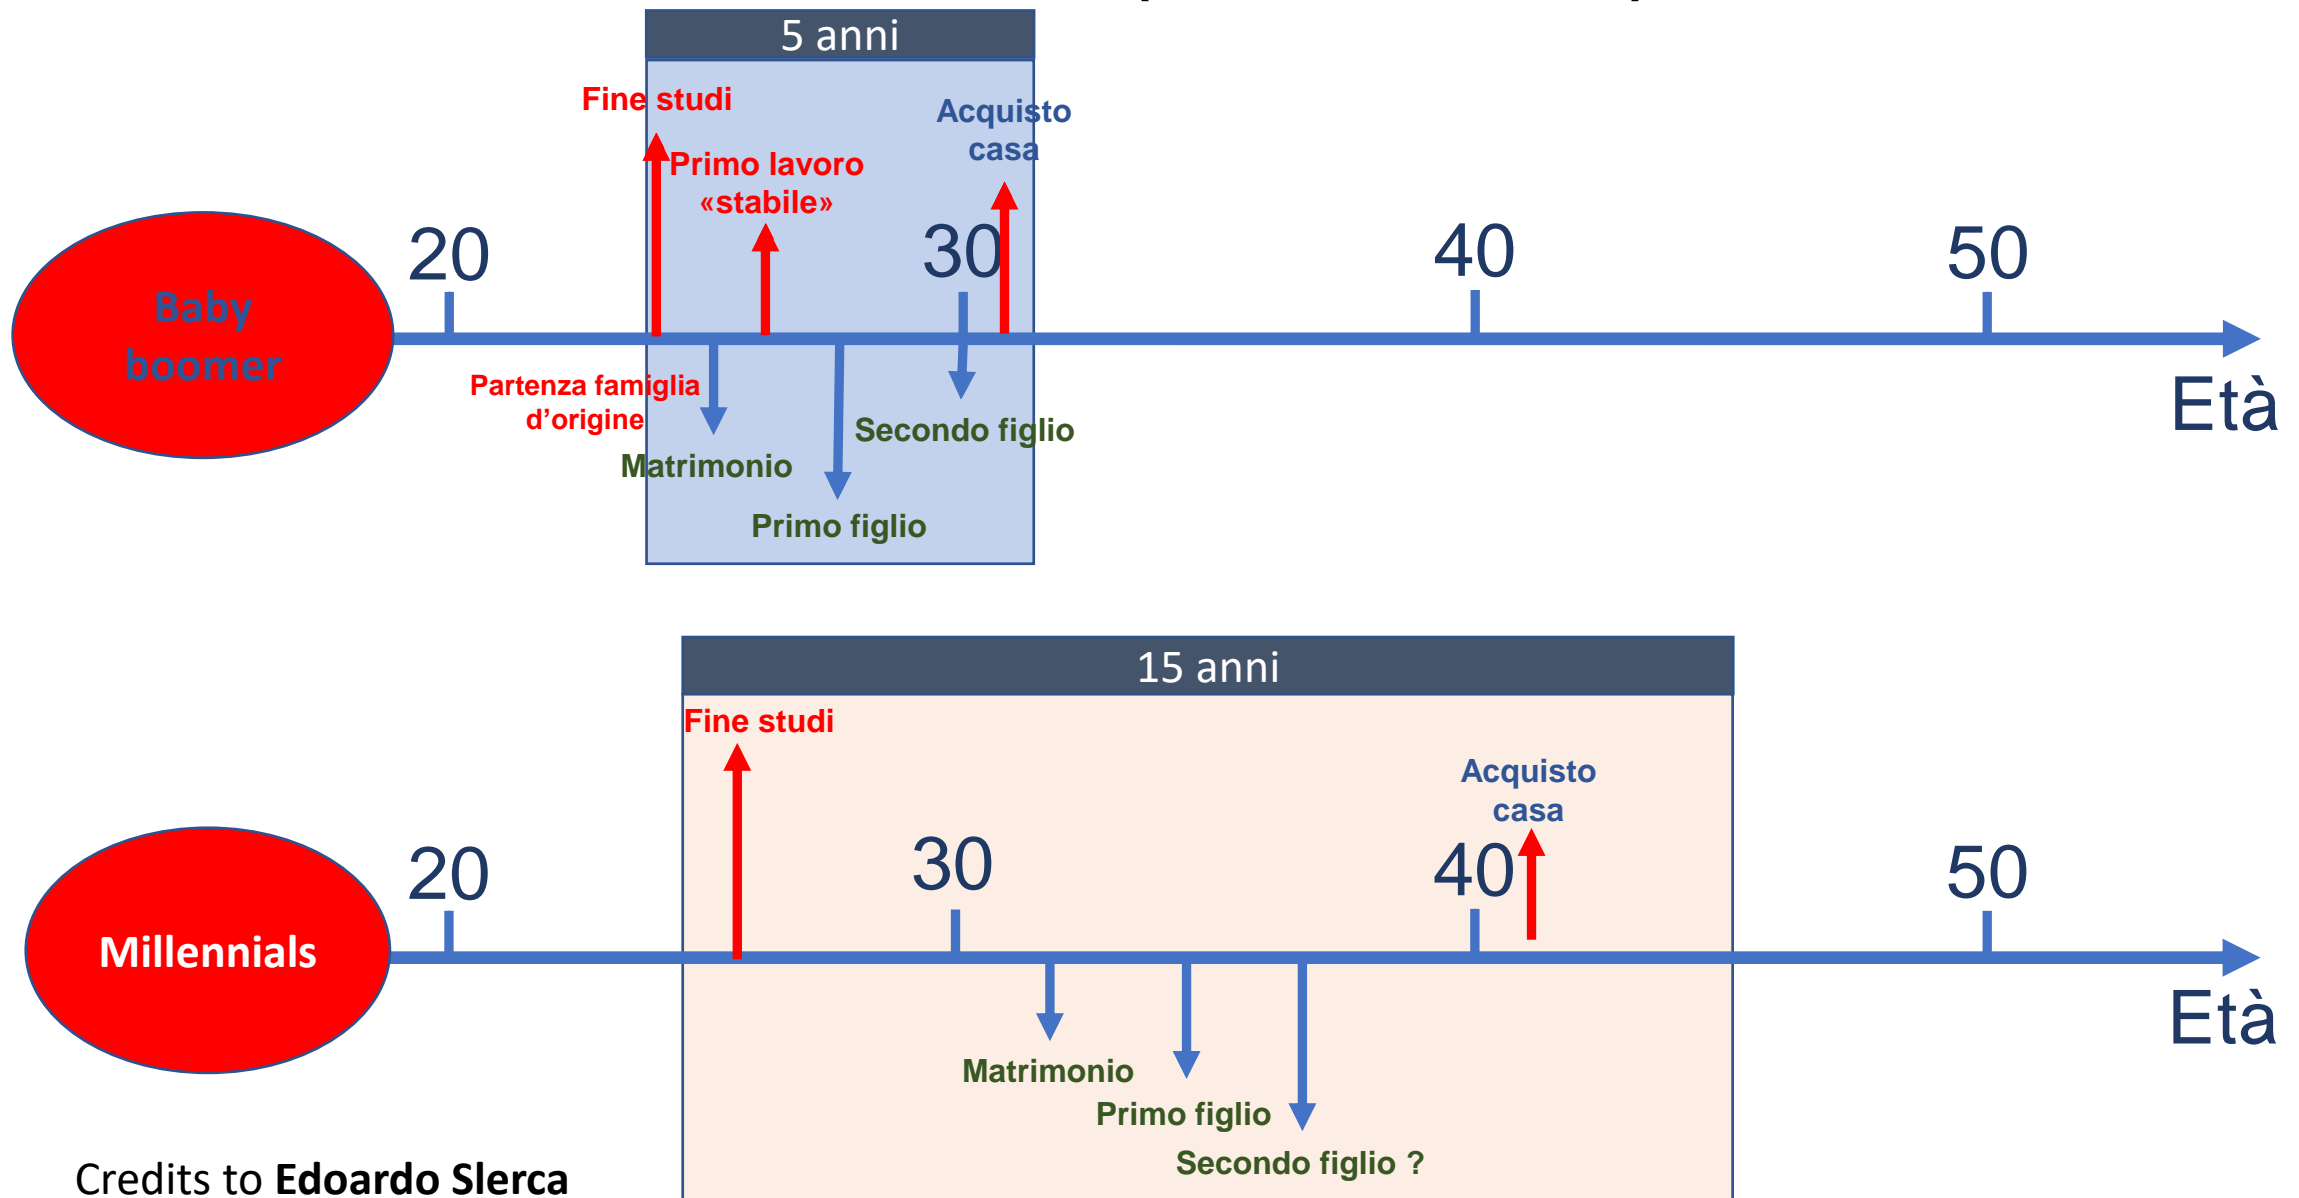 5 anni
Fine studi
Acquisto
casa
Primo lavoro
«stabile»
20
30
40
50
Baby
boomer
Partenza famiglia
d’origine
Età
Secondo figlio
Matrimonio
Primo figlio
15 anni
Fine studi
Acquisto
casa
20
30
40
50
Millennials
Età
Matrimonio
Primo figlio
Secondo figlio ?
Credits to Edoardo Slerca